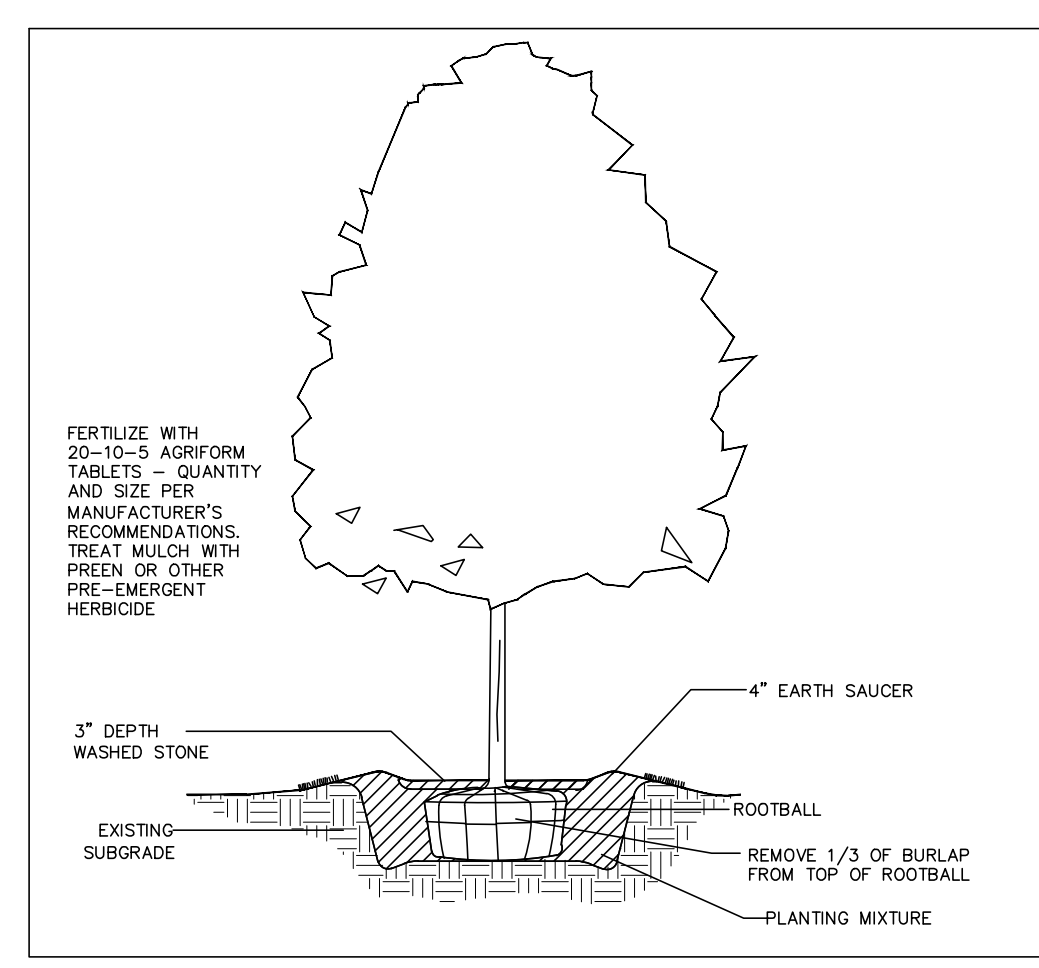 FERTILIZE WITH
20-10-5 AGRIFORM
TABLETS - QUANTITY
AND SIZE PER
MANUFACTURER'S
RECOMMENDATIONS.
TREAT MULCH WITH
PREEN OR OTHER
PRE-EMERGENT
HERBICIDE
4" EARTH SAUCER
3" DEPTH
WASHED STONE
ROOTBALL
EXISTING
SUBGRADE
REMOVE 1/3 OF BURLAP
FROM TOP OF ROOTBALL
PLANTING MIXTURE